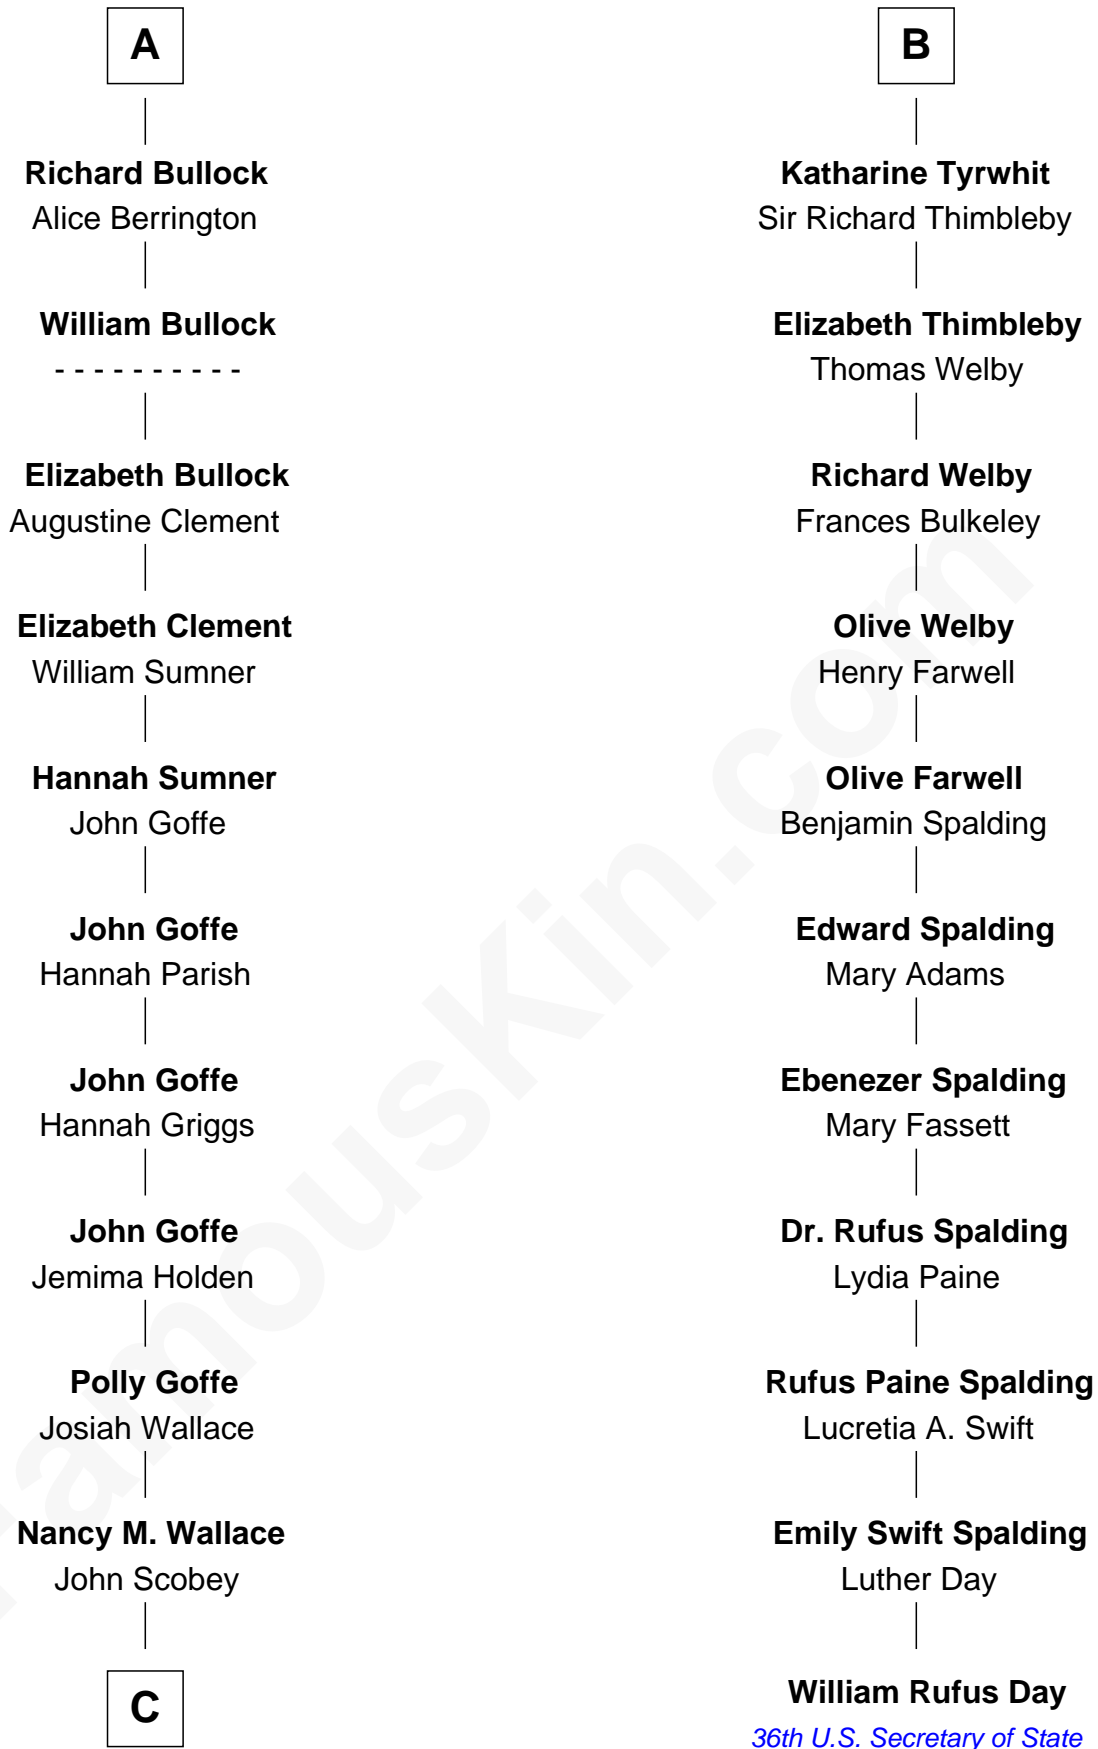 A
Richard Bullock
Alice Berrington
William Bullock
- - - - - - - - - -
Elizabeth Bullock
Augustine Clement
Elizabeth Clement
William Sumner
Hannah Sumner
John Goffe
John Goffe
Hannah Parish
John Goffe
Hannah Griggs
John Goffe
Jemima Holden
Polly Goffe
Josiah Wallace
Nancy M. Wallace
John Scobey
C
B
Katharine Tyrwhit
Sir Richard Thimbleby
Elizabeth Thimbleby
Thomas Welby
Richard Welby
Frances Bulkeley
Olive Welby
Henry Farwell
Olive Farwell
Benjamin Spalding
Edward Spalding
Mary Adams
Ebenezer Spalding
Mary Fassett
Dr. Rufus Spalding
Lydia Paine
Rufus Paine Spalding
Lucretia A. Swift
Emily Swift Spalding
Luther Day
William Rufus Day
36th U.S. Secretary of State
FamousKin.com